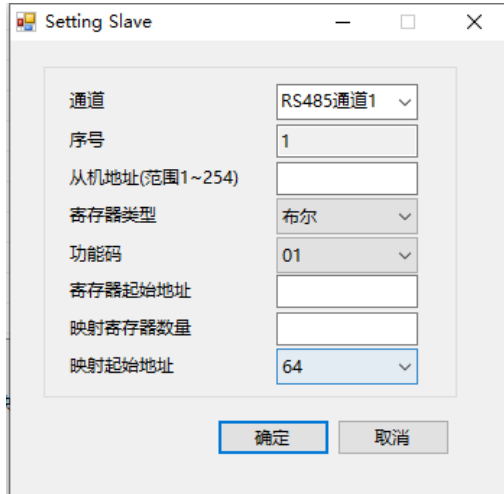 Setting Slave
通道 RS485通道1
序号 1
从机地址(范围1~254)
寄存器类型 布尔
功能码 01
寄存器起始地址
映射寄存器数量
映射起始地址 64
确定 取消